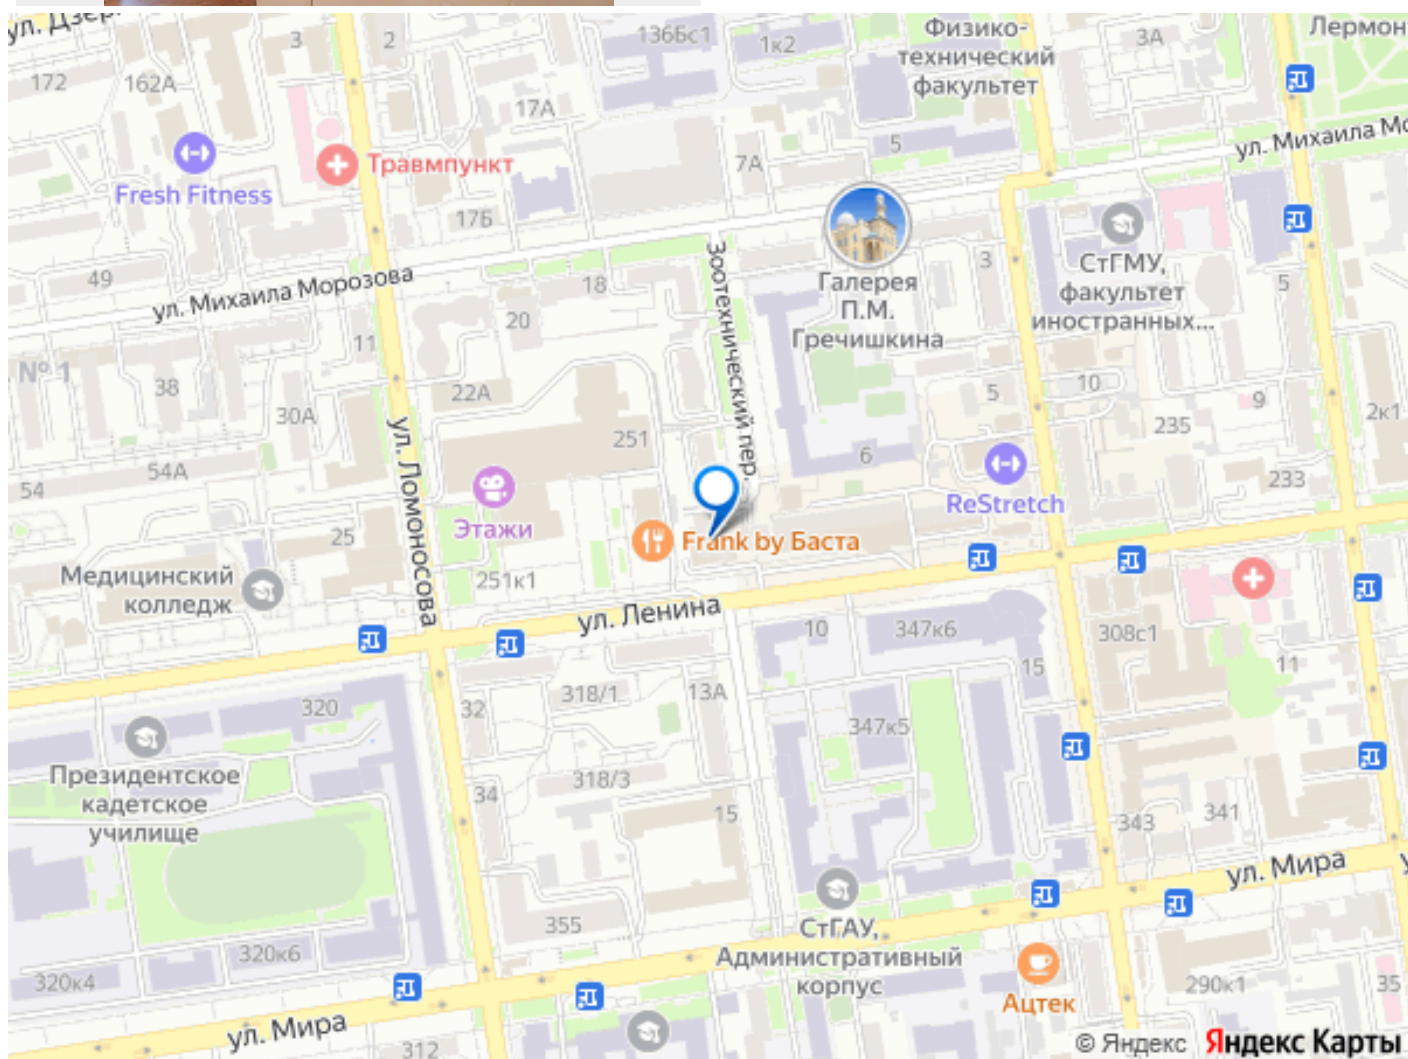 ул. Дзер
3
2
136Бс1
1к2
Физико-
технический
факультет
3А
Лермон
172
162А
17А
5
ул. Михаила Мо
Травмпункт
7А
Fresh Fitness
17Б
49
ул. Михаила Морозова
18
Зоотехнический пер.
Галерея
П.М.
Гречишкина
3
СтГМУ,
факультет
иностранных...
5
20
11
№ 1
38
22А
30А
251
5
10
9
2к1
235
54А
54
ул. Ломоносова
6
233
ReStretch
Этажи
25
Frank by Баста
Медицинский
колледж
251к1
ул. Ленина
10
347к6
308с1
15
11
320
32
318/1
13А
347к5
Президентское
кадетское
училище
318/3
34
15
343
341
ул. Мира
у
355
СтГАУ,
Административный
корпус
320к6
320к4
Ацтек
290к1
35
ул. Мира
312
© Яндекс Яндекс Карты